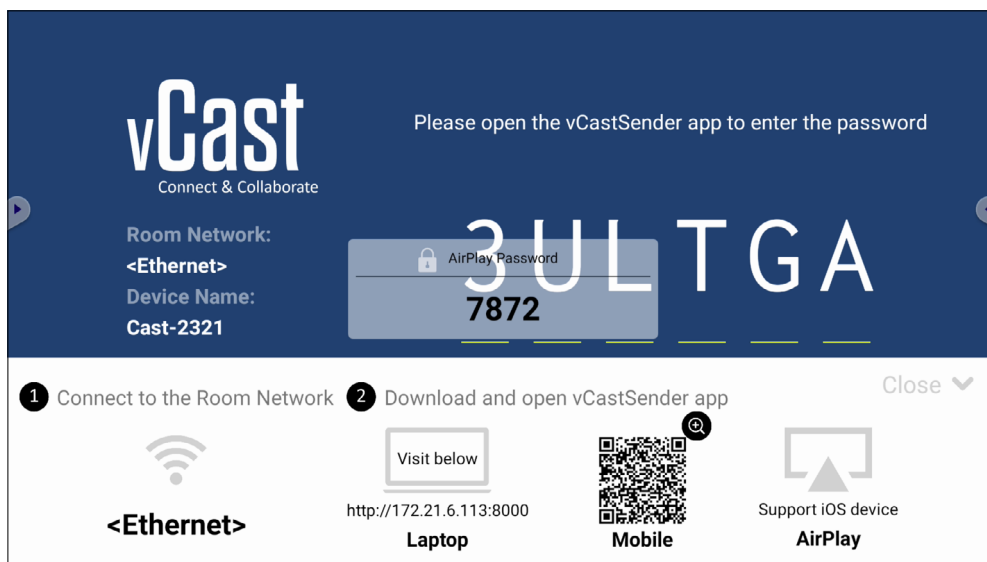 vCast
Connect & Collaborate
Please open the vCastSender app to enter the password
Room Network:
<Ethernet>
Device Name:
Cast-2321
3ULTGA
AirPlay Password
7872
1 Connect to the Room Network
2 Download and open vCastSender app
Close
<Ethernet>
Visit below
http://172.21.6.113:8000
Laptop
Mobile
Support iOS device
AirPlay